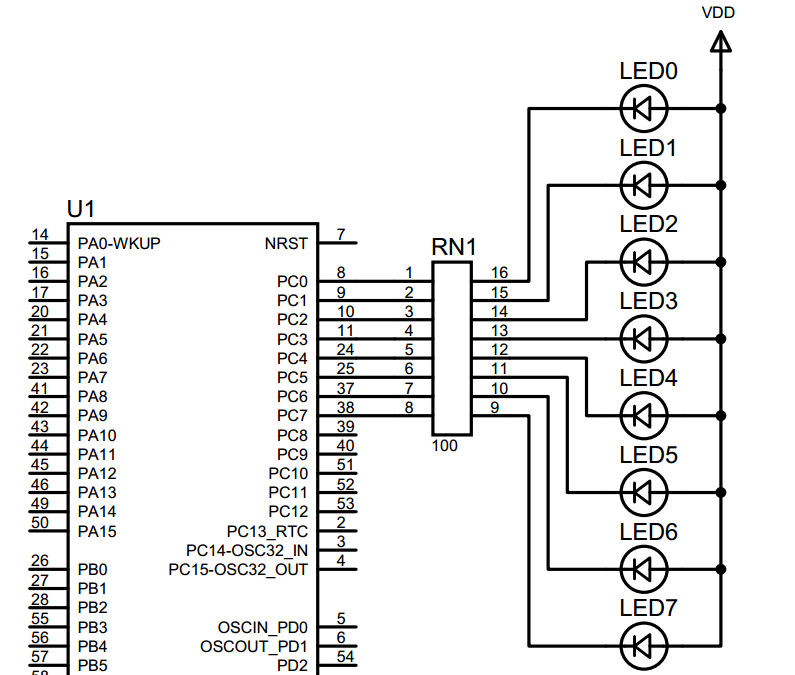 VDD
LED0
LED1
LED2
LED3
LED4
LED5
LED6
LED7
U1
14 PA0-WKUP NRST 7
15 PA1
16 PA2 PC0 8
17 PA3 PC1 9
20 PA4 PC2 10
21 PA5 PC3 11
22 PA6 PC4 24
23 PA7 PC5 25
41 PA8 PC6 37
42 PA9 PC7 38
43 PA10 PC8 39
44 PA11 PC9 40
45 PA12 PC10 51
46 PA13 PC11 52
49 PA14 PC12 53
50 PA15 PC13_RTC 2
PC14-OSC32_IN 3
26 PB0 PC15-OSC32_OUT 4
27 PB1
28 PB2
55 PB3 OSCIN_PD0 5
56 PB4 OSCOUT_PD1 6
57 PB5 PD2 54
RN1
1 16
2 15
3 14
4 13
5 12
6 11
7 10
8 9
100